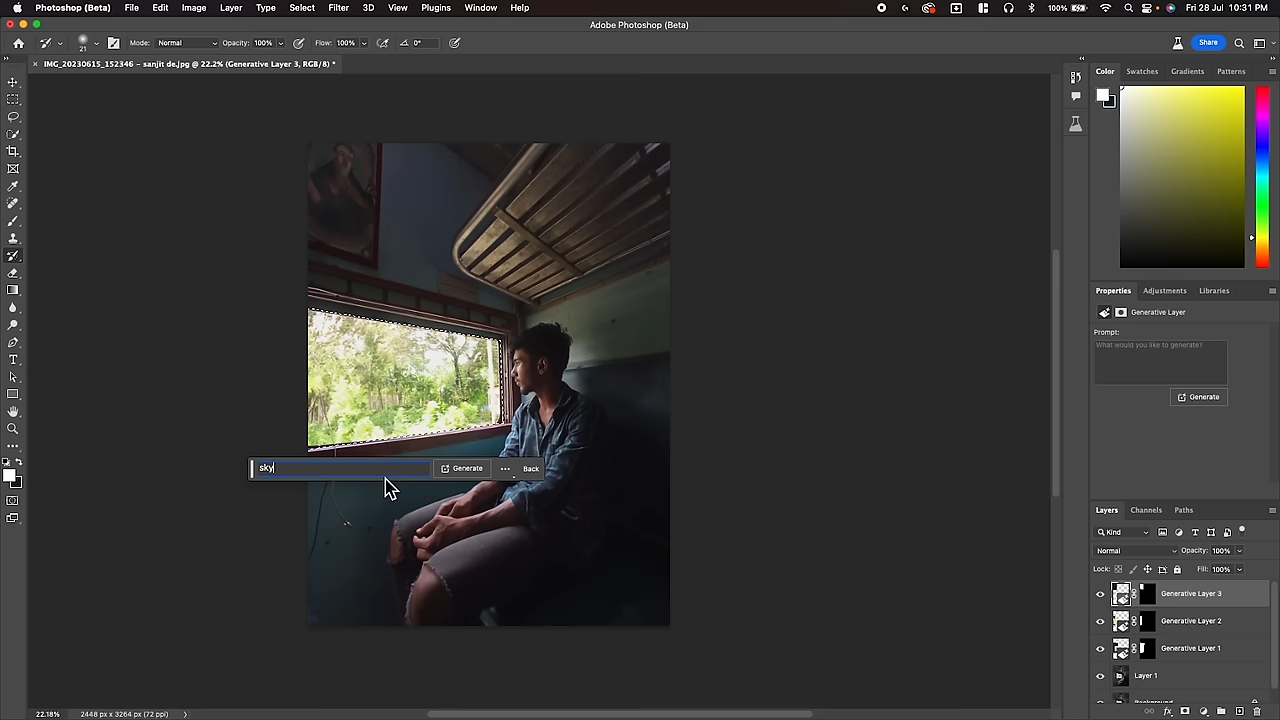 Photoshop (Beta) File Edit Image Layer Type Select Filter 3D View Plugins Window Help 100% Fri 28 Jul 10:31 PM
Adobe Photoshop (Beta)
21 Mode: Normal Opacity: 100% Flow: 100% 0° Share
× IMG_20230615_152346 – sanjit de.jpg @ 22.2% (Generative Layer 3, RGB/8) *
Color Swatches Gradients Patterns
Properties Adjustments Libraries
Generative Layer
Prompt:
What would you like to generate?
Generate
sky Generate ... Back
Layers Channels Paths
Kind
Normal Opacity: 100%
Lock: Fill: 100%
Generative Layer 3
Generative Layer 2
Generative Layer 1
Layer 1
Background
22.18% 2448 px x 3264 px (72 ppi)